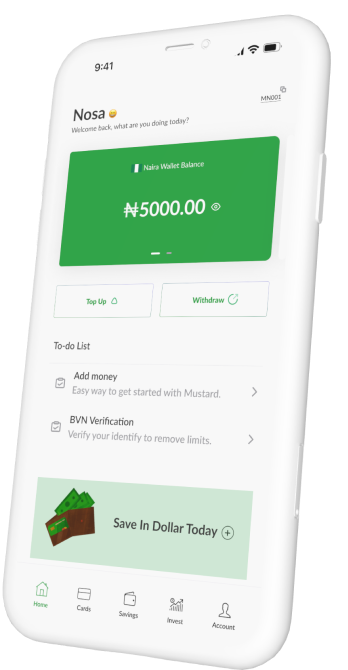 9:41
MN001
Nosa
Welcome back, what are you doing today?
Naira Wallet Balance
₦5000.00
Top Up
Withdraw
To-do List
Add money
Easy way to get started with Mustard.
BVN Verification
Verify your identify to remove limits.
Save In Dollar Today
Home
Cards
Savings
Invest
Account